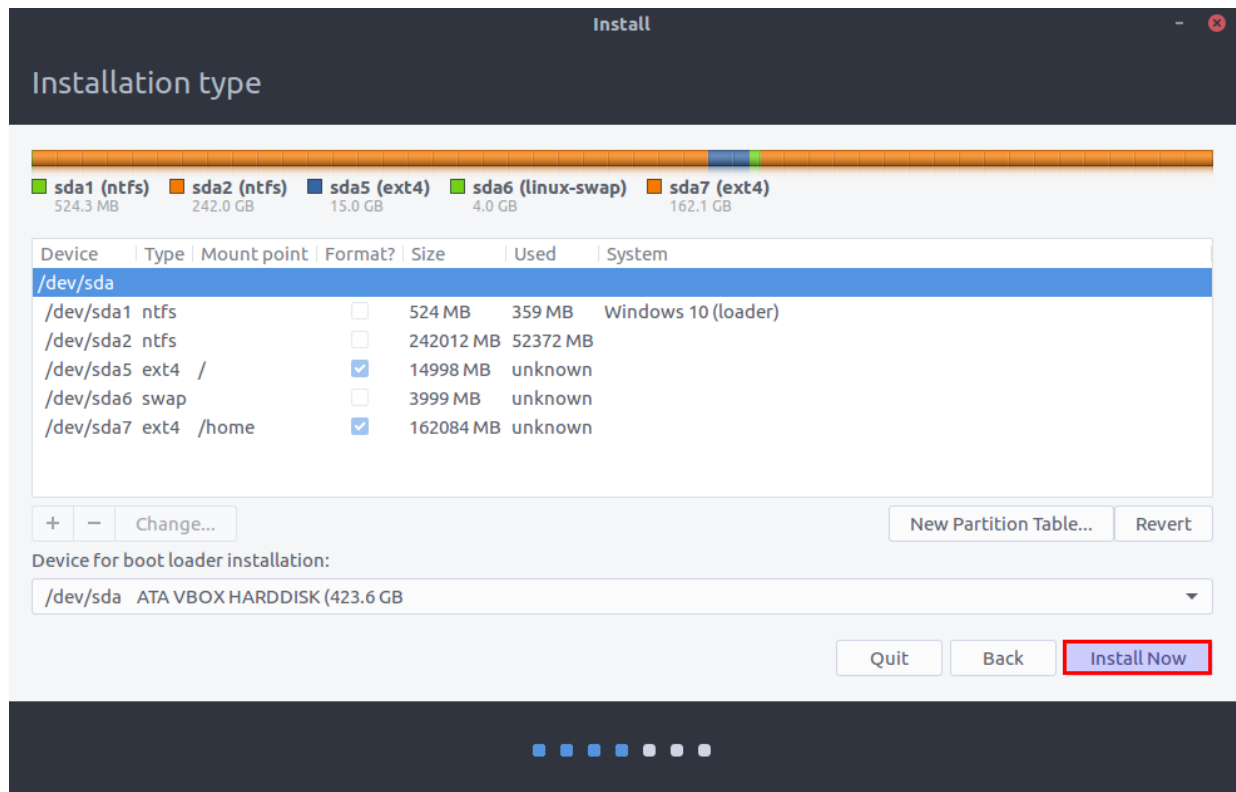 Install
Installation type
sda1 (ntfs) sda2 (ntfs) sda5 (ext4) sda6 (linux-swap) sda7 (ext4)
524.3 MB 242.0 GB 15.0 GB 4.0 GB 162.1 GB
Device Type Mount point Format? Size Used System
/dev/sda
/dev/sda1 ntfs 524 MB 359 MB Windows 10 (loader)
/dev/sda2 ntfs 242012 MB 52372 MB
/dev/sda5 ext4 / 14998 MB unknown
/dev/sda6 swap 3999 MB unknown
/dev/sda7 ext4 /home 162084 MB unknown
+ − Change... New Partition Table... Revert
Device for boot loader installation:
/dev/sda ATA VBOX HARDDISK (423.6 GB
Quit Back Install Now